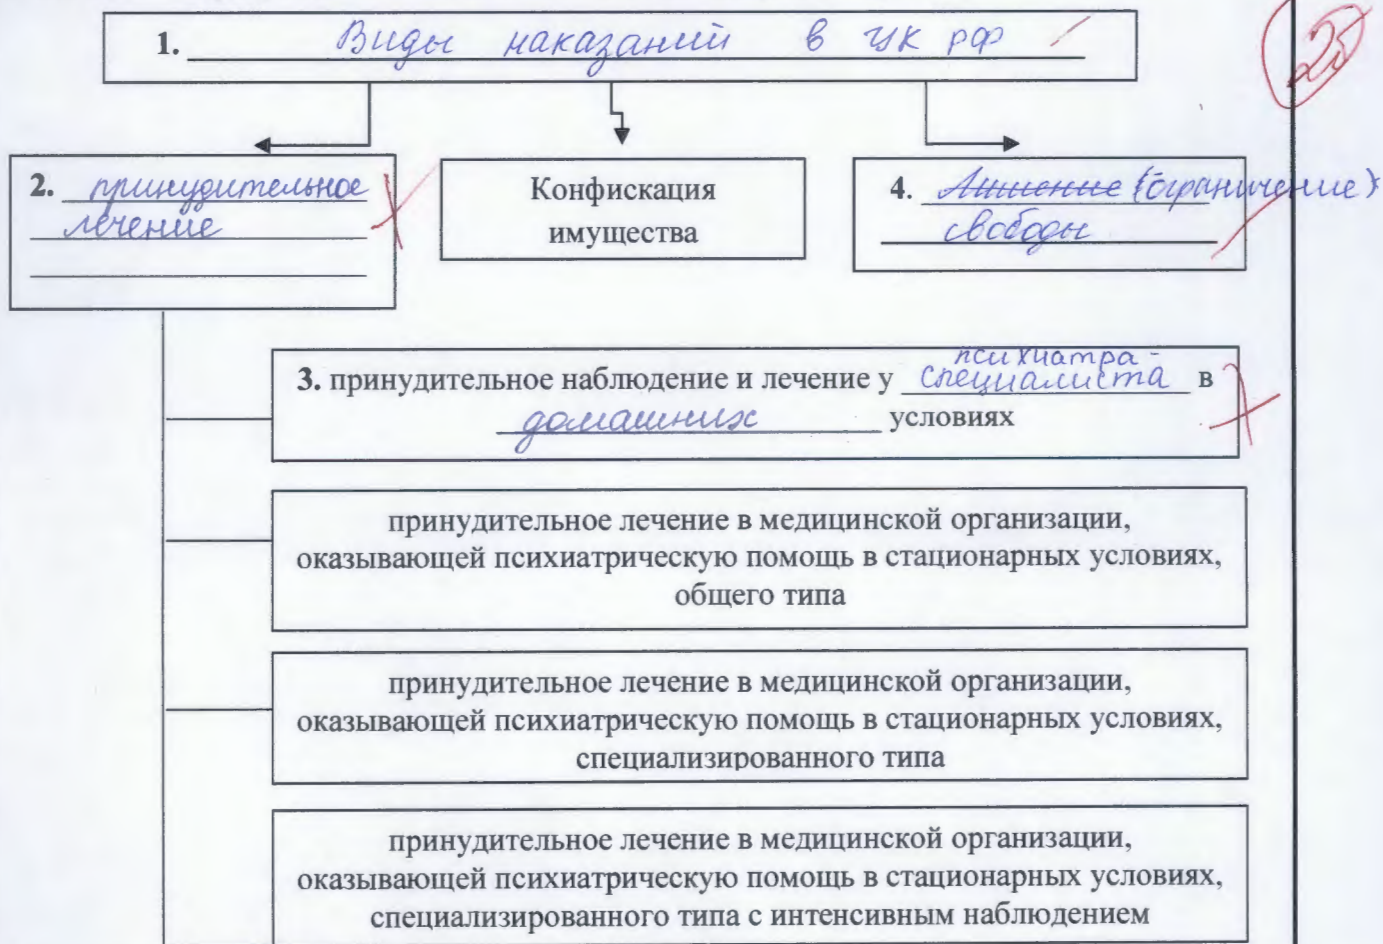 1. Виды наказаний в УК РФ
2б
2. принудительное
лечение
Конфискация
имущества
4. Лишение (ограничение)
свободы
психиатра-
3. принудительное наблюдение и лечение у специалиста в
домашних условиях
принудительное лечение в медицинской организации,
оказывающей психиатрическую помощь в стационарных условиях,
общего типа
принудительное лечение в медицинской организации,
оказывающей психиатрическую помощь в стационарных условиях,
специализированного типа
принудительное лечение в медицинской организации,
оказывающей психиатрическую помощь в стационарных условиях,
специализированного типа с интенсивным наблюдением